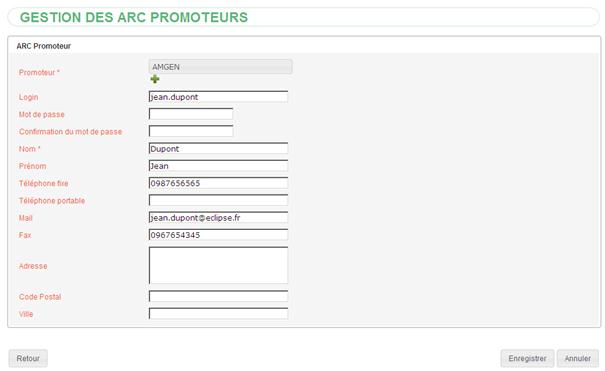 GESTION DES ARC PROMOTEURS
ARC Promoteur
Promoteur * AMGEN
Login jean.dupont
Mot de passe
Confirmation du mot de passe
Nom * Dupont
Prénom Jean
Téléphone fixe 0987656565
Téléphone portable
Mail jean.dupont@eclipse.fr
Fax 0967654345
Adresse
Code Postal
Ville
Retour Enregistrer Annuler